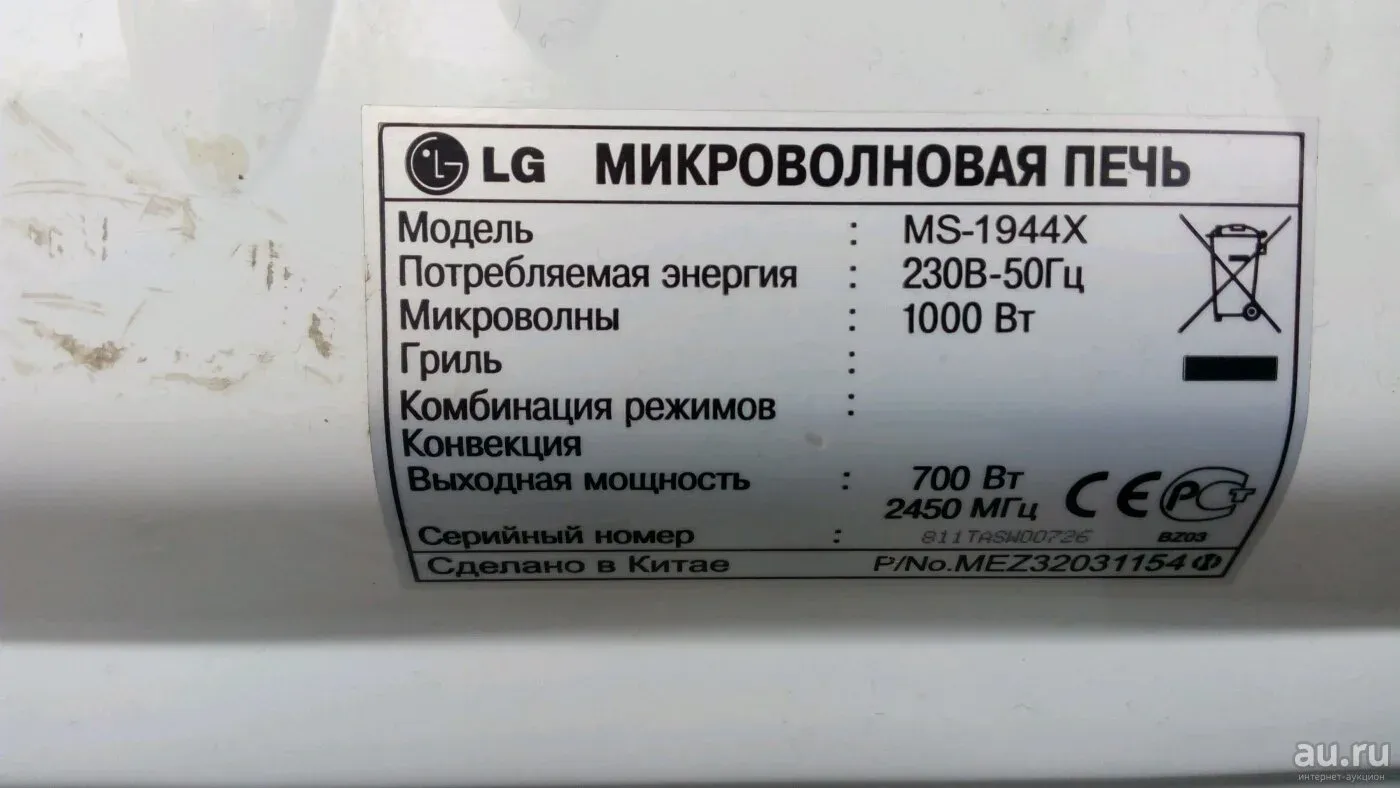 LG МИКРОВОЛНОВАЯ ПЕЧЬ
Модель : MS-1944X
Потребляемая энергия : 230В-50Гц
Микроволны : 1000 Вт
Гриль :
Комбинация режимов :
Конвекция
Выходная мощность : 700 Вт
2450 МГц
Серийный номер : 811TASW00726 BZ03
Сделано в Китае P/No.MEZ32031154
au.ru
интернет-аукцион